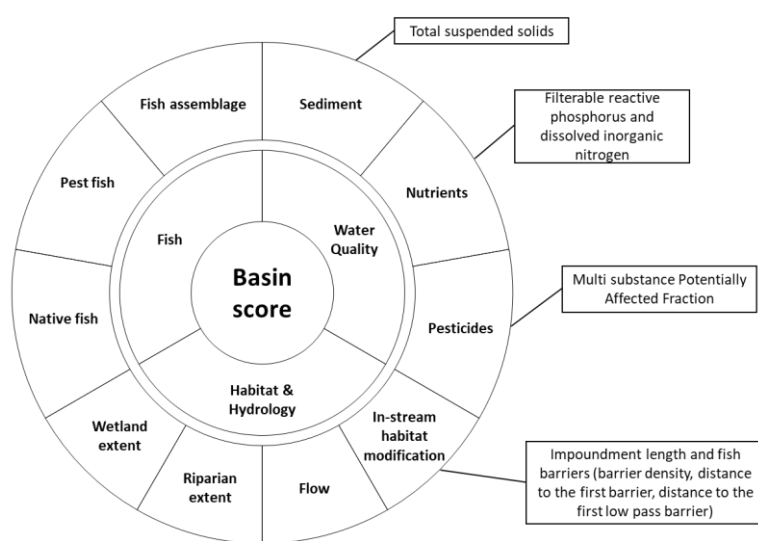 Total suspended solids
Fish assemblage
Sediment
Filterable reactive
phosphorus and
dissolved inorganic
nitrogen
Pest fish
Nutrients
Fish
Water
Quality
Basin
score
Multi substance Potentially
Affected Fraction
Native fish
Pesticides
Habitat &
Hydrology
Wetland
extent
In-stream
habitat
modification
Riparian
extent
Flow
Impoundment length and fish
barriers (barrier density, distance
to the first barrier, distance to the
first low pass barrier)